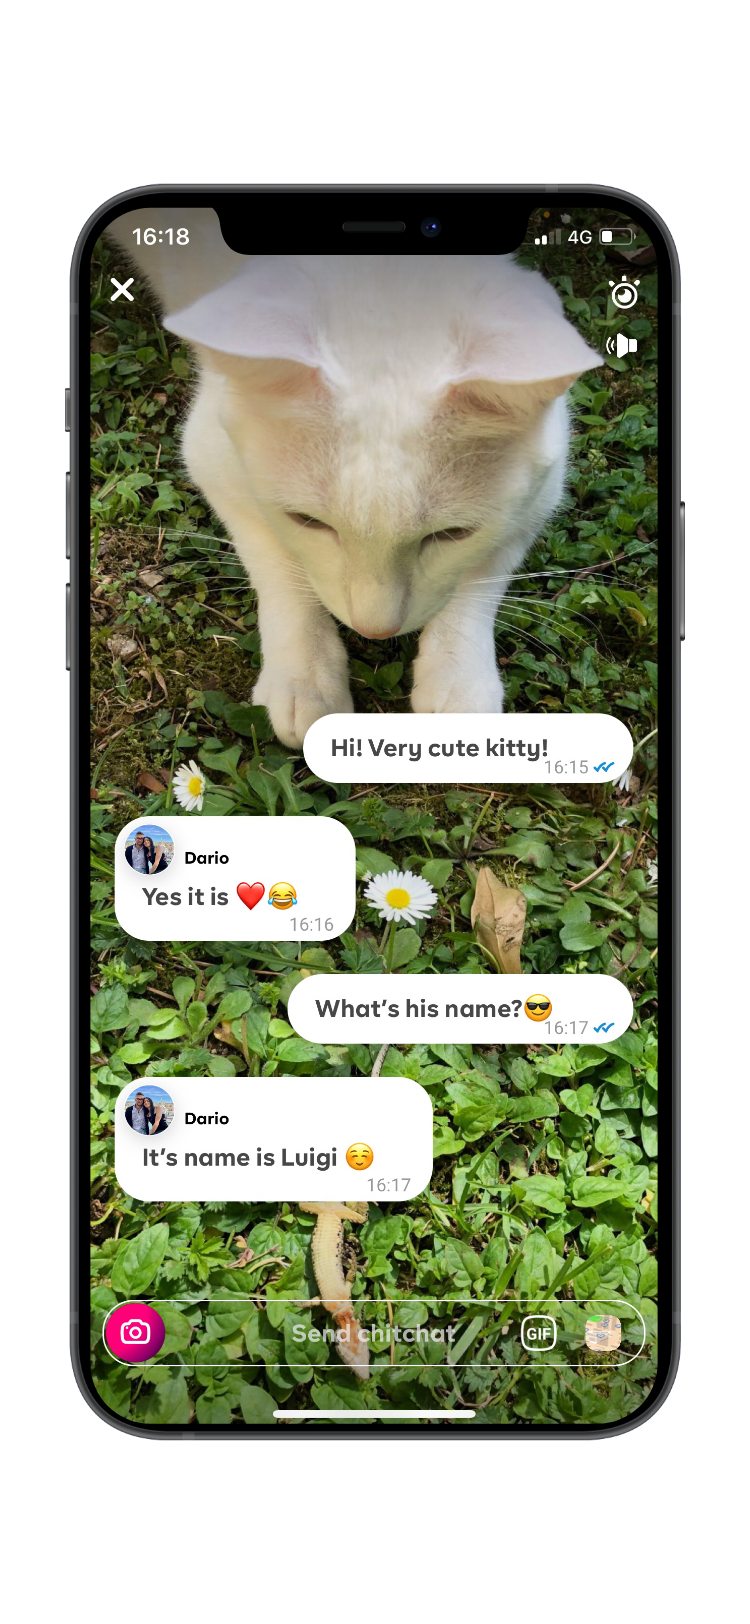 16:18
4G
Hi! Very cute kitty!
16:15
Dario
Yes it is ❤️😂
16:16
What's his name?😎
16:17
Dario
It's name is Luigi ☺️
16:17
Send chitchat
GIF